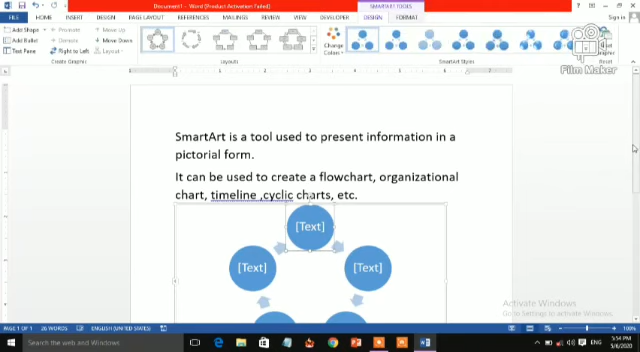 Document1 - Word (Product Activation Failed)
SMARTART TOOLS
Sign in
FILE HOME INSERT DESIGN PAGE LAYOUT REFERENCES MAILINGS REVIEW VIEW DEVELOPER DESIGN FORMAT
Add Shape Promote Move Up
Add Bullet Demote Move Down
Text Pane Right to Left Layout
Create Graphic
Layouts
Change
Colors
SmartArt Styles
Graphic
Reset
Film Maker
SmartArt is a tool used to present information in a
pictorial form.
It can be used to create a flowchart, organizational
chart, timeline ,cyclic charts, etc.
[Text]
[Text] [Text]
Activate Windows
Go to Settings to activate Windows.
PAGE 1 OF 1 26 WORDS ENGLISH (UNITED STATES) 100%
Search the web and Windows
5:54 PM
5/6/2020